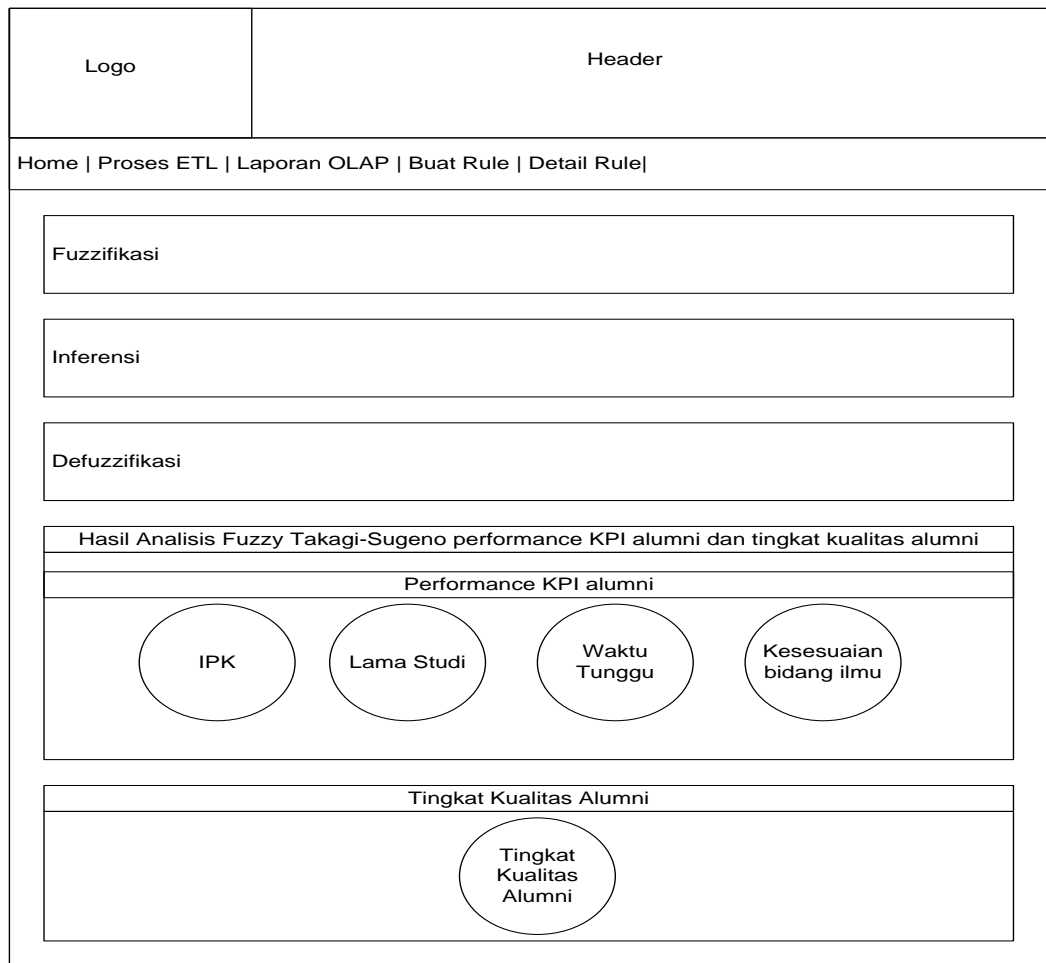 Logo
Header
Home | Proses ETL | Laporan OLAP | Buat Rule | Detail Rule|
Fuzzifikasi
Inferensi
Defuzzifikasi
Hasil Analisis Fuzzy Takagi-Sugeno performance KPI alumni dan tingkat kualitas alumni
Performance KPI alumni
IPK
Lama Studi
Waktu
Tunggu
Kesesuaian
bidang ilmu
Tingkat Kualitas Alumni
Tingkat
Kualitas
Alumni